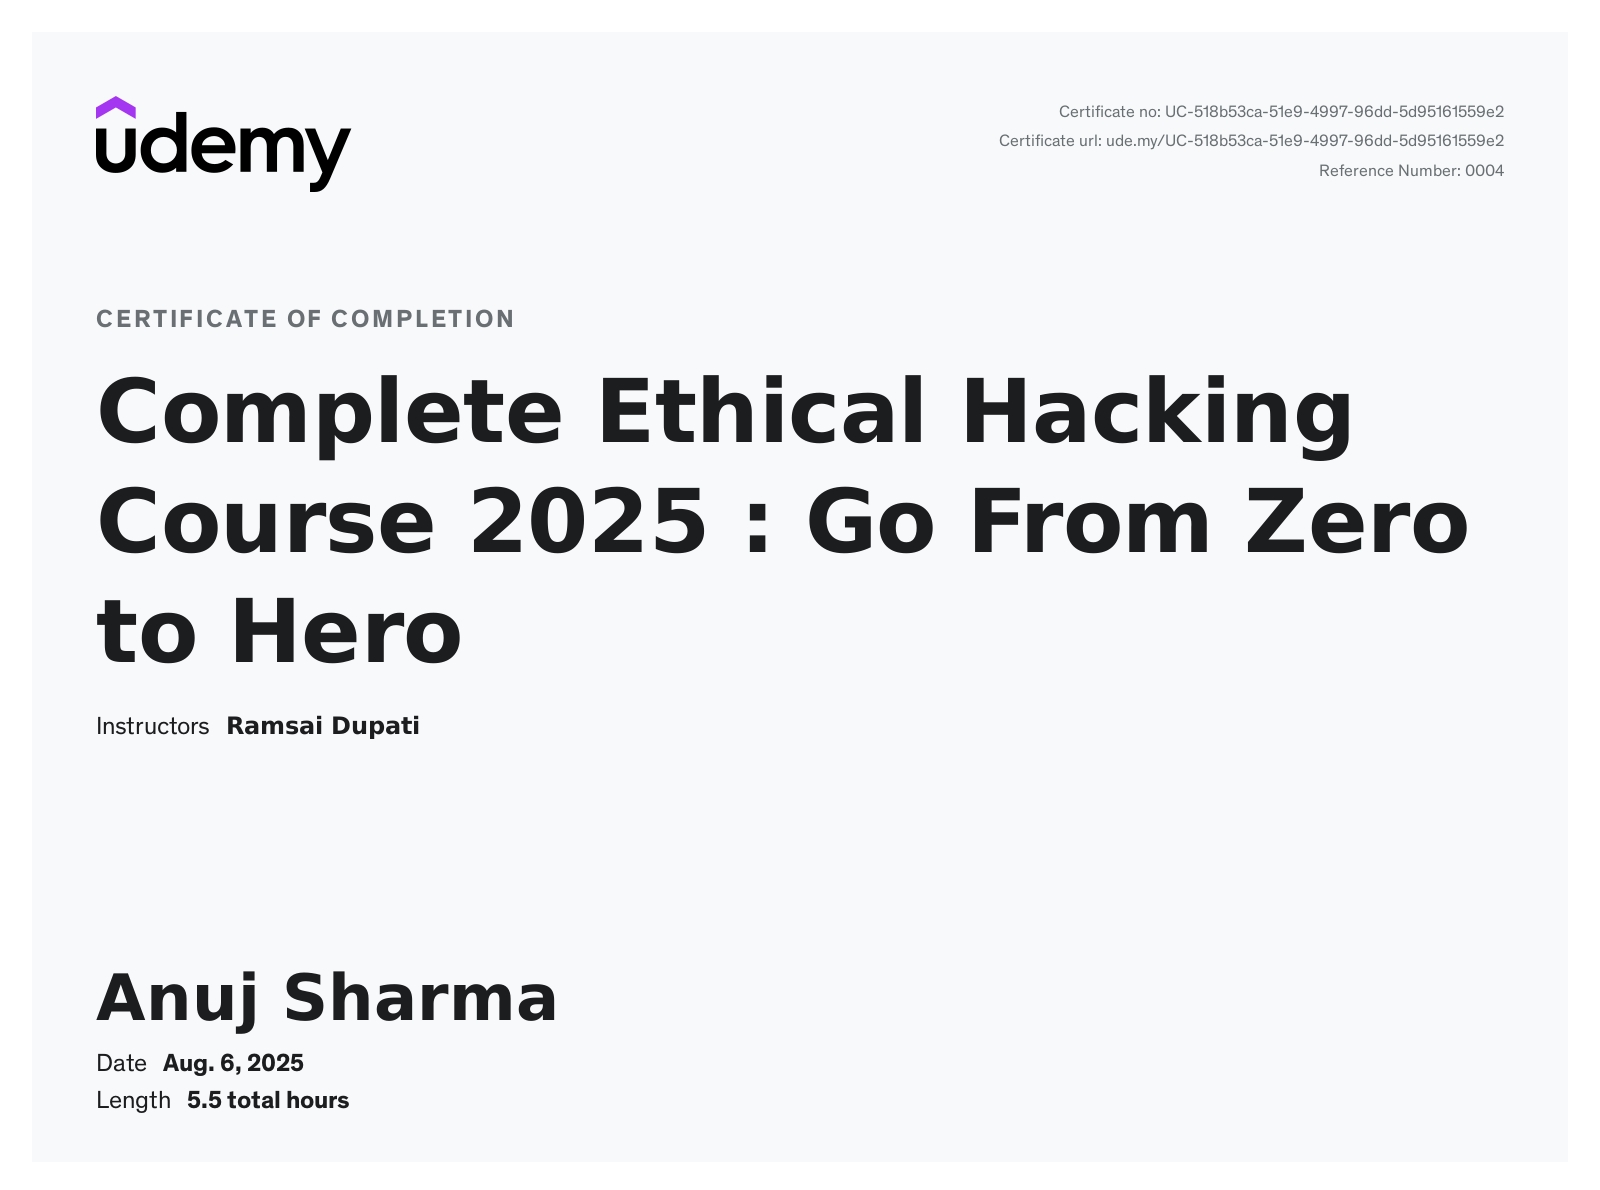 udemy
Certificate no: UC-518b53ca-51e9-4997-96dd-5d95161559e2
Certificate url: ude.my/UC-518b53ca-51e9-4997-96dd-5d95161559e2
Reference Number: 0004
CERTIFICATE OF COMPLETION
Complete Ethical Hacking
Course 2025 : Go From Zero
to Hero
Instructors Ramsai Dupati
Anuj Sharma
Date Aug. 6, 2025
Length 5.5 total hours